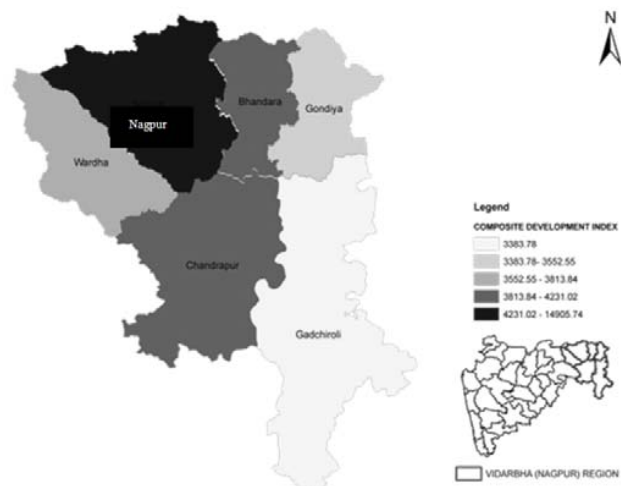 N
Bhandara
Gondiya
Nagpur
Wardha
Chandrapur
Gadchiroli
Legend
COMPOSITE DEVELOPMENT INDEX
3383.78
3383.78- 3552.55
3552.55 - 3813.84
3813.84 - 4231.02
4231.02 - 14905.74
VIDARBHA (NAGPUR) REGION